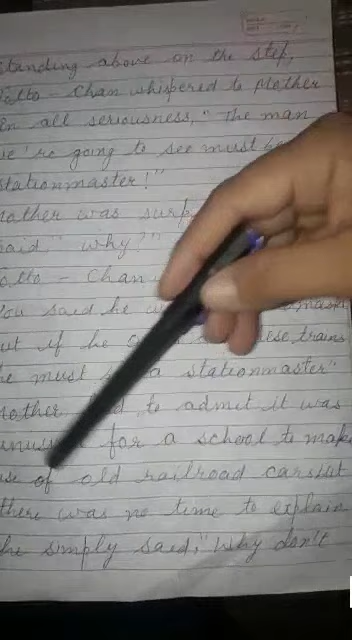 standing above on the step,
Totto - Chan whispered to Mother
in all seriousness," The man
we're going to see must be
stationmaster!"
Mother was
said," why?"
Totto - Chan
You said he
but if he trains
he must a stationmaster"
Mother to admit it was
for a school to make
use of old railroad cars but
there was no time to explain
she simply said," Why don't